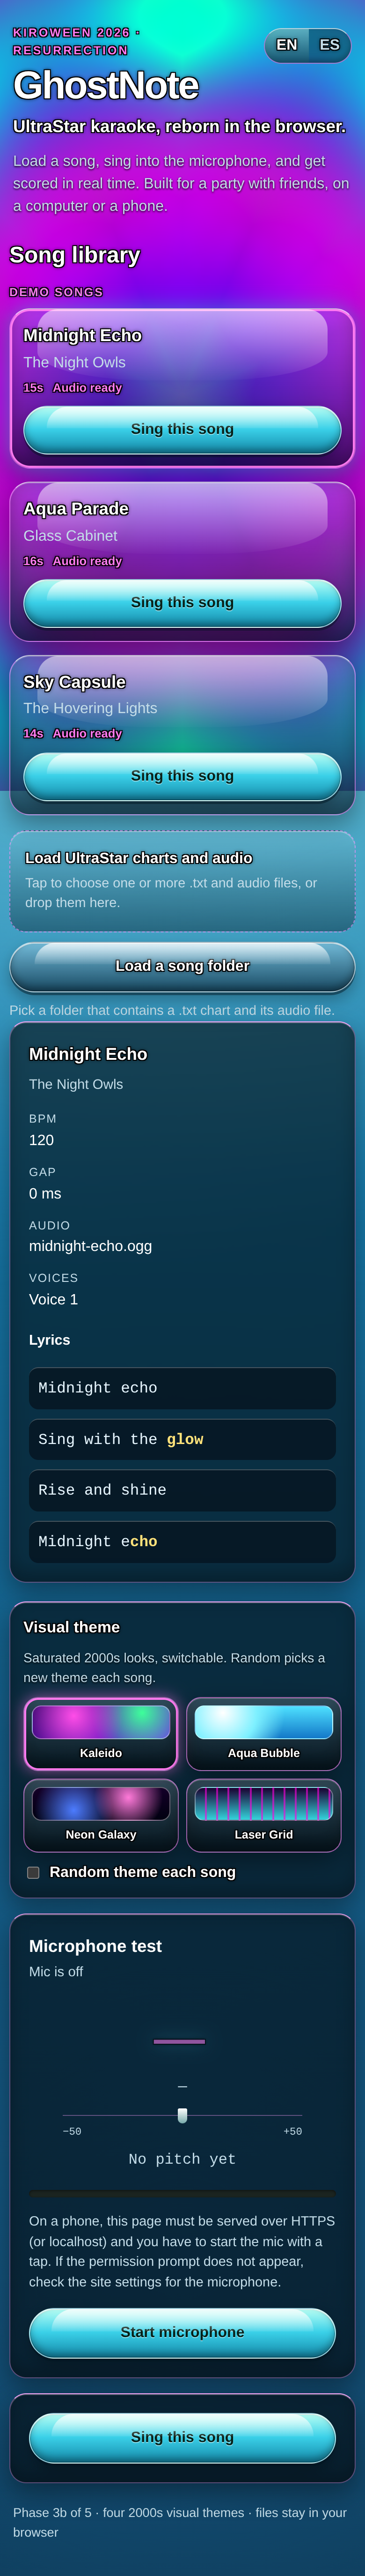 KIROWEEN 2026 ·
RESURRECTION
EN ES
GhostNote
UltraStar karaoke, reborn in the browser.
Load a song, sing into the microphone, and get
scored in real time. Built for a party with friends, on
a computer or a phone.
Song library
DEMO SONGS
Midnight Echo
The Night Owls
15s Audio ready
Sing this song
Aqua Parade
Glass Cabinet
16s Audio ready
Sing this song
Sky Capsule
The Hovering Lights
14s Audio ready
Sing this song
Load UltraStar charts and audio
Tap to choose one or more .txt and audio files, or
drop them here.
Load a song folder
Pick a folder that contains a .txt chart and its audio file.
Midnight Echo
The Night Owls
BPM
120
GAP
0 ms
AUDIO
midnight-echo.ogg
VOICES
Voice 1
Lyrics
Midnight echo
Sing with the glow
Rise and shine
Midnight echo
Visual theme
Saturated 2000s looks, switchable. Random picks a
new theme each song.
Kaleido
Aqua Bubble
Neon Galaxy
Laser Grid
Random theme each song
Microphone test
Mic is off
—
−50 +50
No pitch yet
On a phone, this page must be served over HTTPS
(or localhost) and you have to start the mic with a
tap. If the permission prompt does not appear,
check the site settings for the microphone.
Start microphone
Sing this song
Phase 3b of 5 · four 2000s visual themes · files stay in your
browser